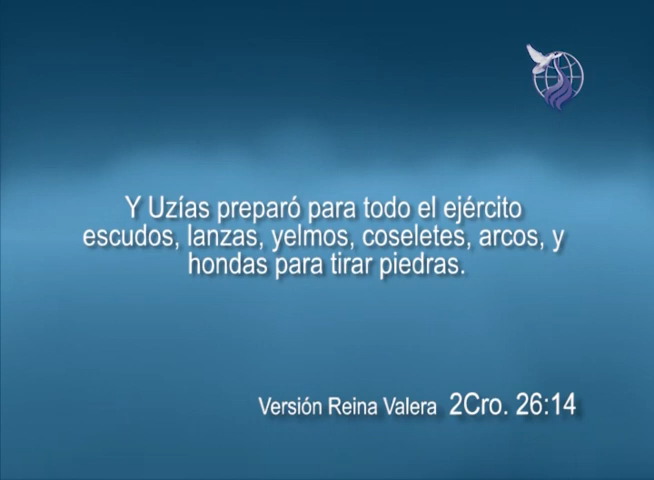 Y Uzías preparó para todo el ejército
escudos, lanzas, yelmos, coseletes, arcos, y
hondas para tirar piedras.
Versión Reina Valera 2Cro. 26:14